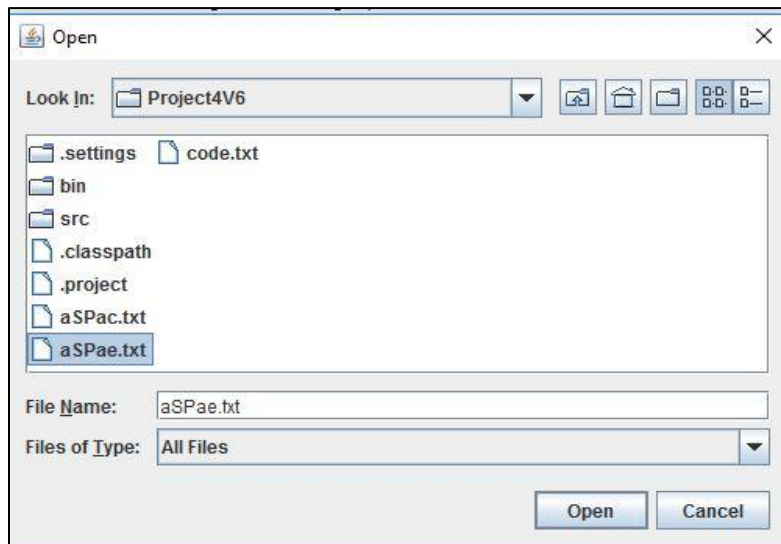 Open
Look In: Project4V6
.settings code.txt
bin
src
.classpath
.project
aSPac.txt
aSPae.txt
File Name: aSPae.txt
Files of Type: All Files
Open Cancel